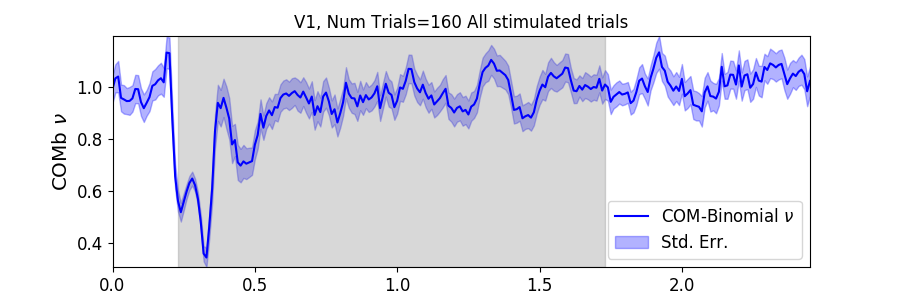 V1, Num Trials=160 All stimulated trials
COMb ν
1.0
0.8
0.6
0.4
COM-Binomial ν
Std. Err.
0.0 0.5 1.0 1.5 2.0